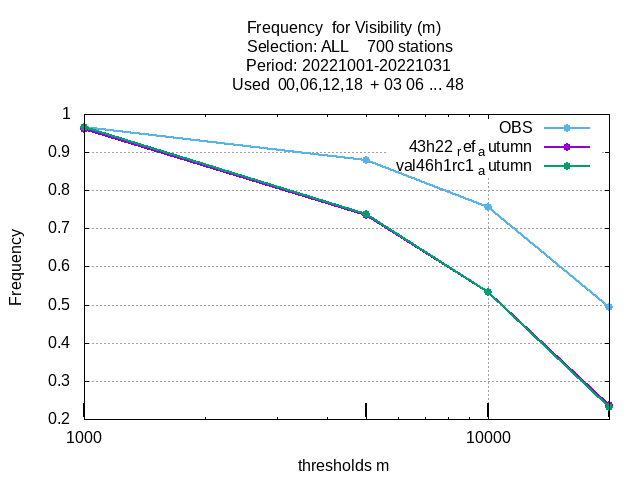 Frequency for Visibility (m)
Selection: ALL 700 stations
Period: 20221001-20221031
Used 00,06,12,18 + 03 06 ... 48
OBS
43h22 ref autumn
val46h1rc1 autumn
1
0.9
0.8
0.7
0.6
0.5
0.4
0.3
0.2
Frequency
1000
10000
thresholds m